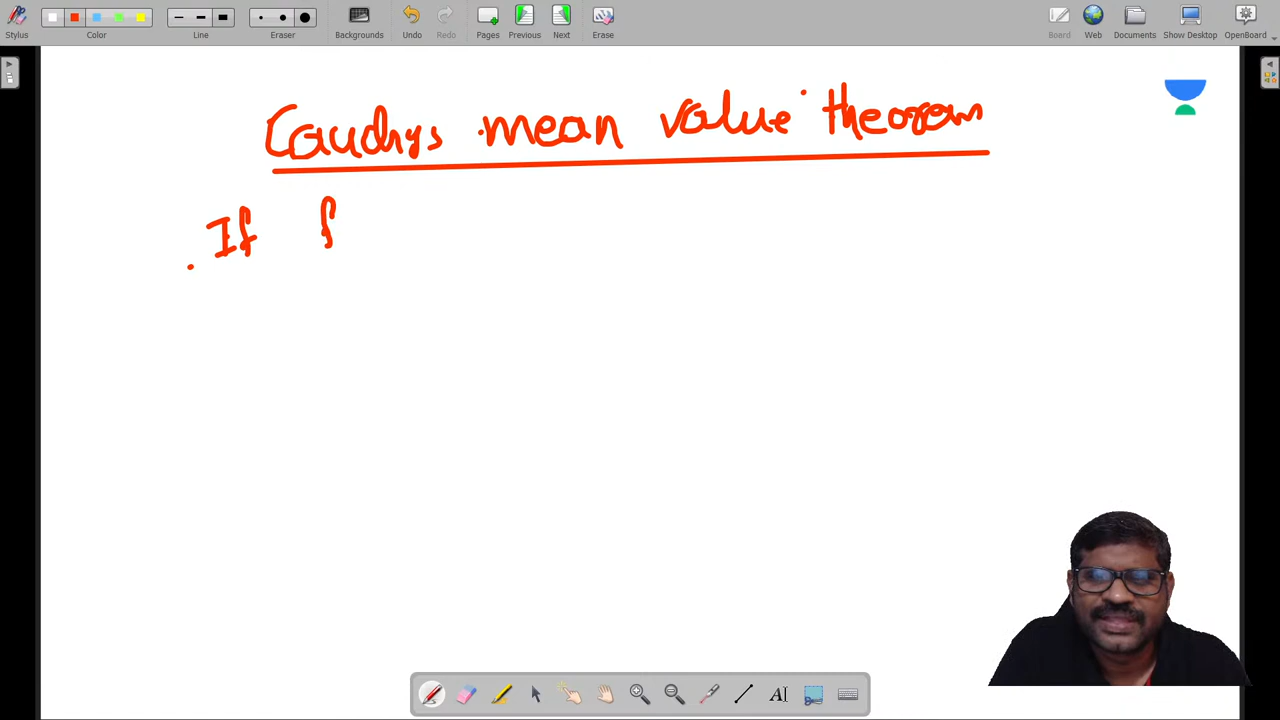 Stylus Color Line Eraser Backgrounds Undo Redo Pages Previous Next Erase Board Web Documents Show Desktop OpenBoard
Cauchys mean value theorem
If f